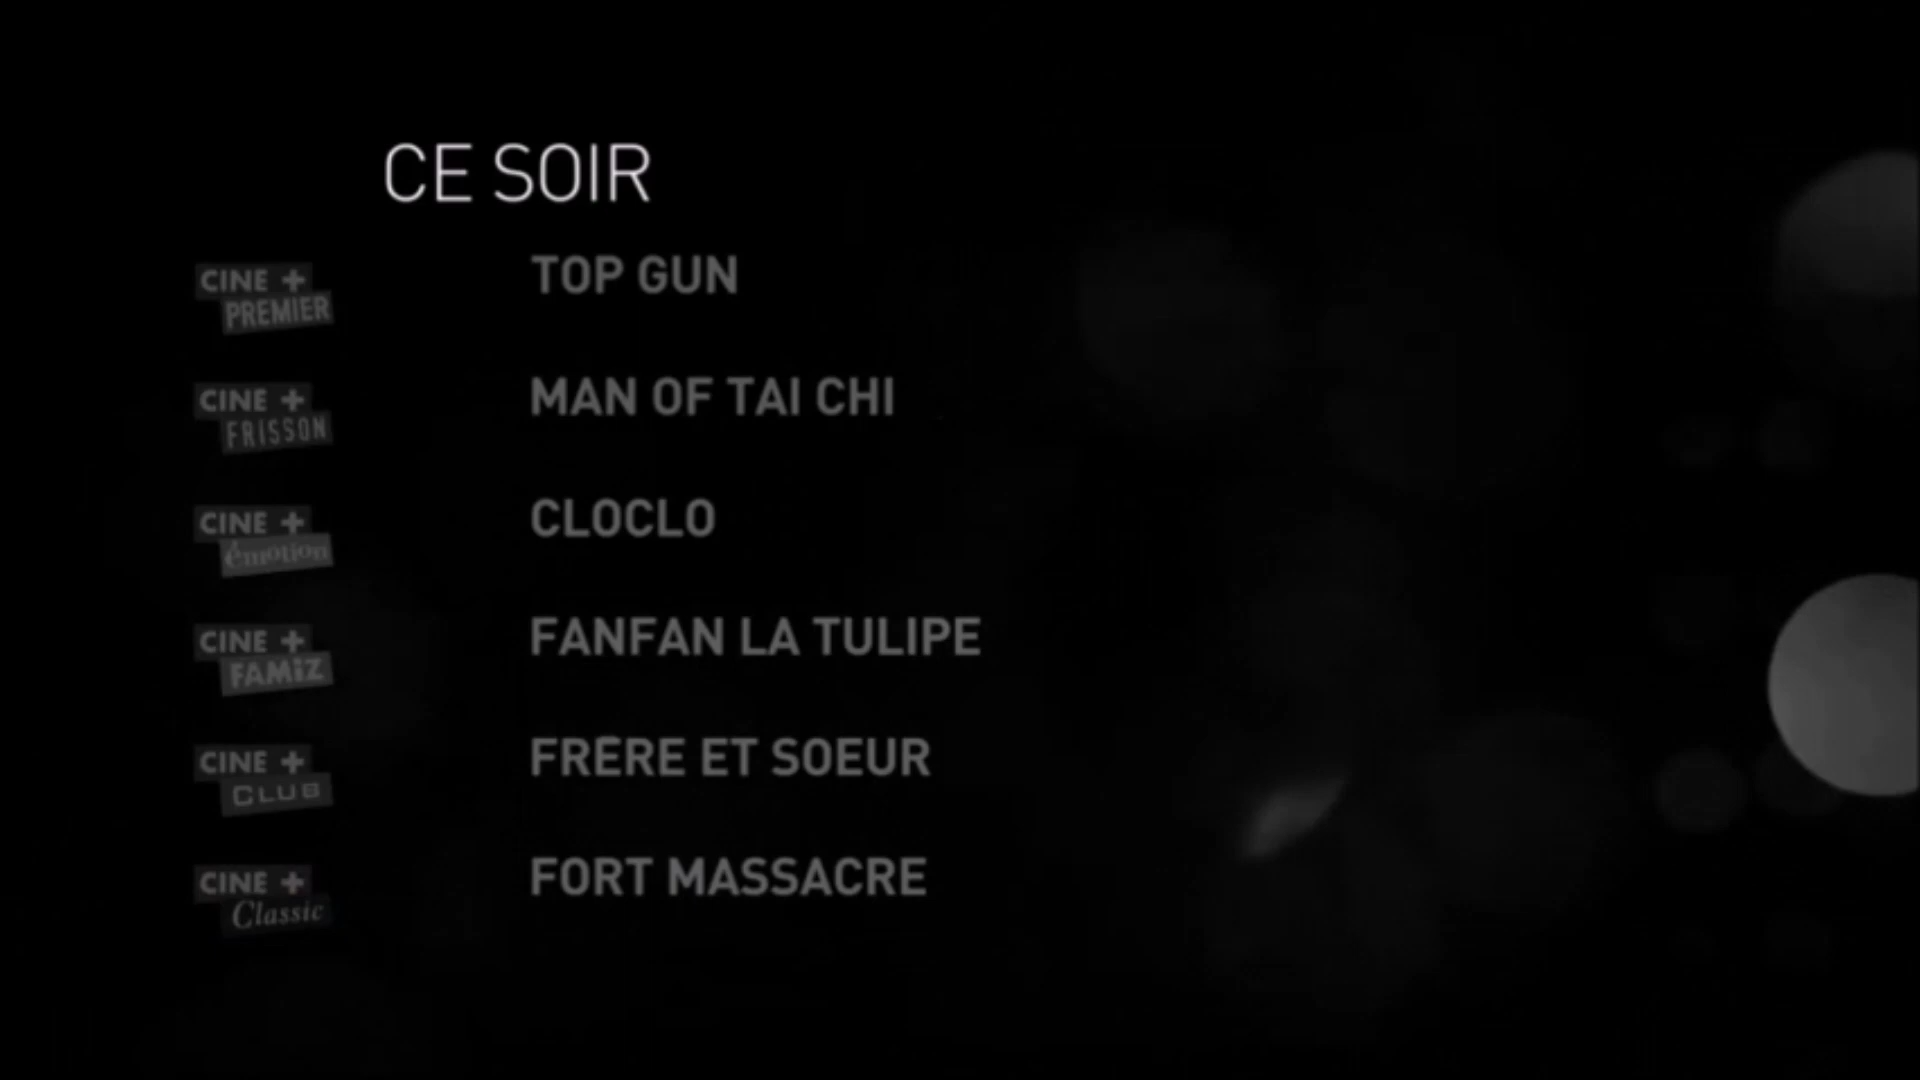 CE SOIR
CINE +
PREMIER
TOP GUN
CINE +
FRISSON
MAN OF TAI CHI
CINE +
émotion
CLOCLO
CINE +
FAMiZ
FANFAN LA TULIPE
CINE +
CLUB
FRÈRE ET SOEUR
CINE +
Classic
FORT MASSACRE